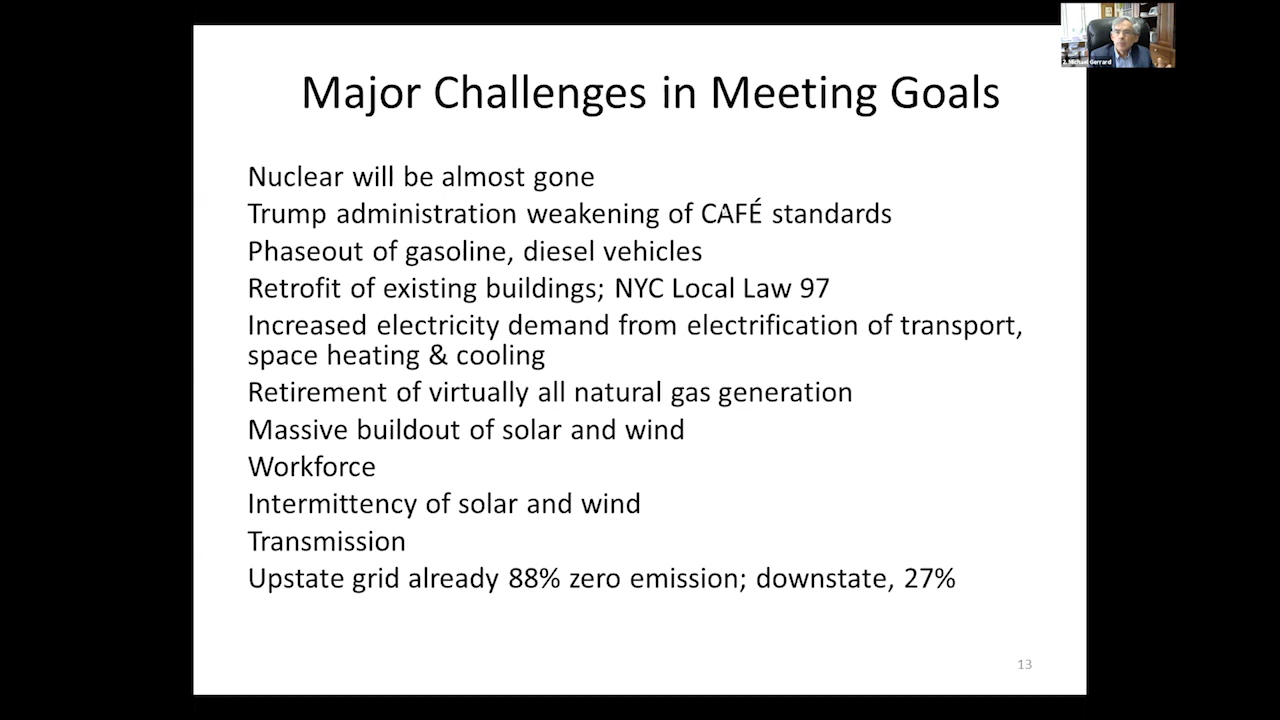 2. Michael Gerrard
Major Challenges in Meeting Goals
Nuclear will be almost gone
Trump administration weakening of CAFÉ standards
Phaseout of gasoline, diesel vehicles
Retrofit of existing buildings; NYC Local Law 97
Increased electricity demand from electrification of transport,
space heating & cooling
Retirement of virtually all natural gas generation
Massive buildout of solar and wind
Workforce
Intermittency of solar and wind
Transmission
Upstate grid already 88% zero emission; downstate, 27%
13